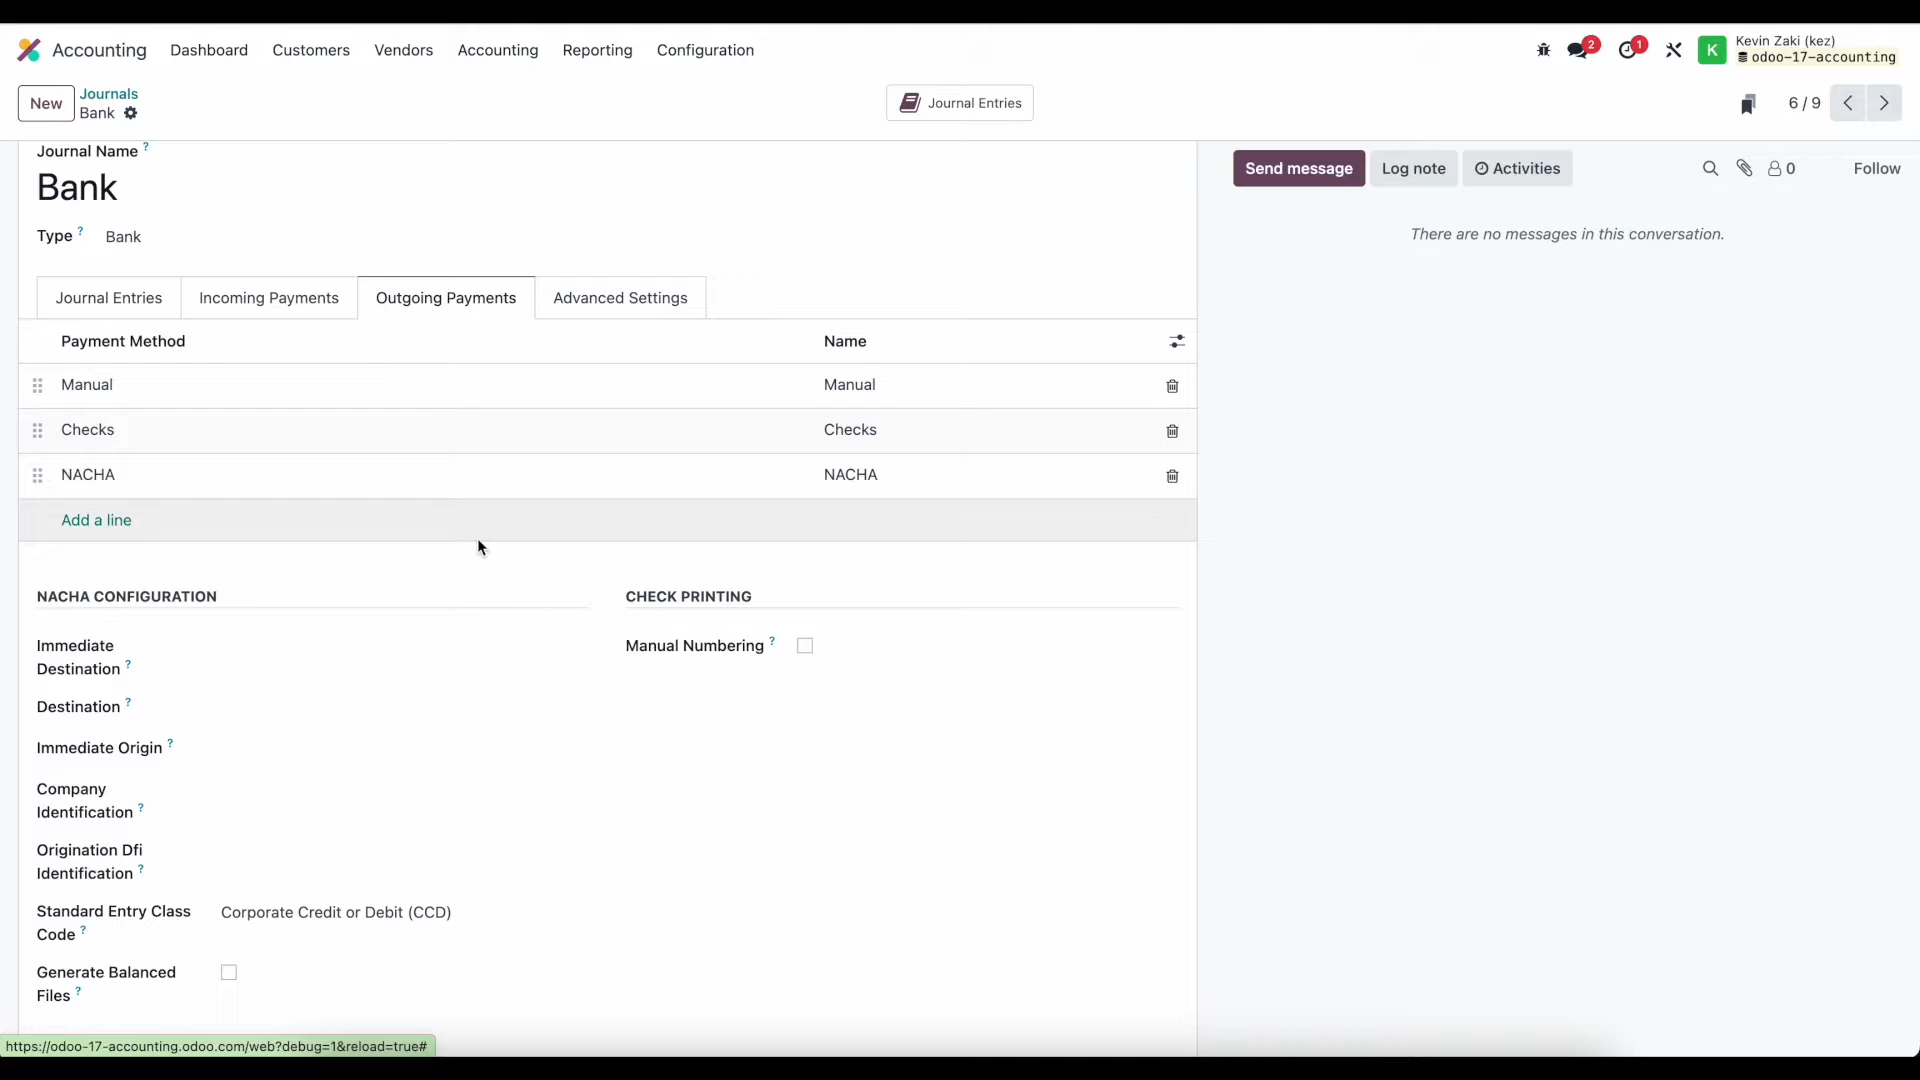 Accounting Dashboard Customers Vendors Accounting Reporting Configuration 2 1 K Kevin Zaki (kez)
odoo-17-accounting
New Journals
Bank
Journal Entries
6 / 9
Journal Name ?
Bank
Type ? Bank
Send message Log note Activities 0 Follow
There are no messages in this conversation.
Journal Entries Incoming Payments Outgoing Payments Advanced Settings
Payment Method Name
Manual Manual
Checks Checks
NACHA NACHA
Add a line
NACHA CONFIGURATION
Immediate
Destination ?
Destination ?
Immediate Origin ?
Company
Identification ?
Origination Dfi
Identification ?
Standard Entry Class
Code ?
Corporate Credit or Debit (CCD)
Generate Balanced
Files ?
CHECK PRINTING
Manual Numbering ?
https://odoo-17-accounting.odoo.com/web?debug=1&reload=true#